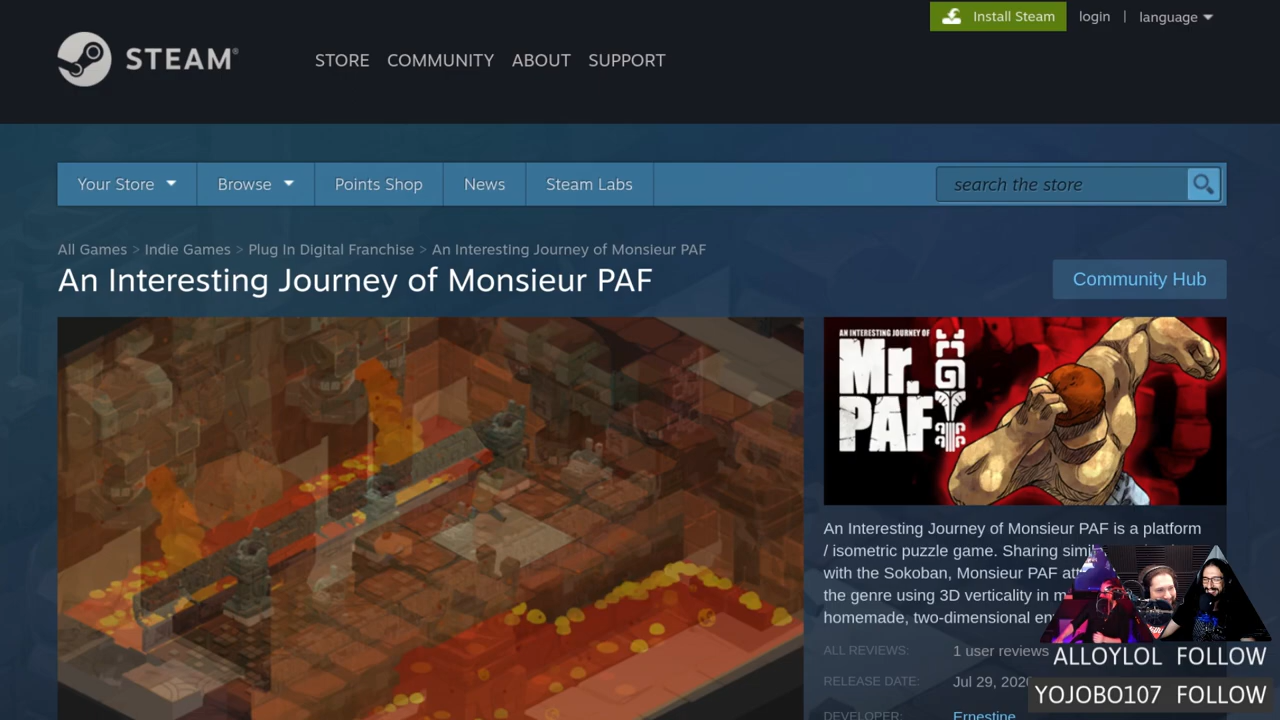 Install Steam login | language
STEAM®
STORE COMMUNITY ABOUT SUPPORT
Your Store Browse Points Shop News Steam Labs
search the store
All Games > Indie Games > Plug In Digital Franchise > An Interesting Journey of Monsieur PAF
An Interesting Journey of Monsieur PAF
Community Hub
AN INTERESTING JOURNEY OF
Mr.
PAF
An Interesting Journey of Monsieur PAF is a platform
/ isometric puzzle game. Sharing
with the Sokoban, Monsieur PAF
the genre using 3D verticality in
homemade, two-dimensional
ALL REVIEWS: 1 user reviews
RELEASE DATE: Jul 29,
DEVELOPER: Ernestine
ALLOYLOL FOLLOW
YOJOBO107 FOLLOW